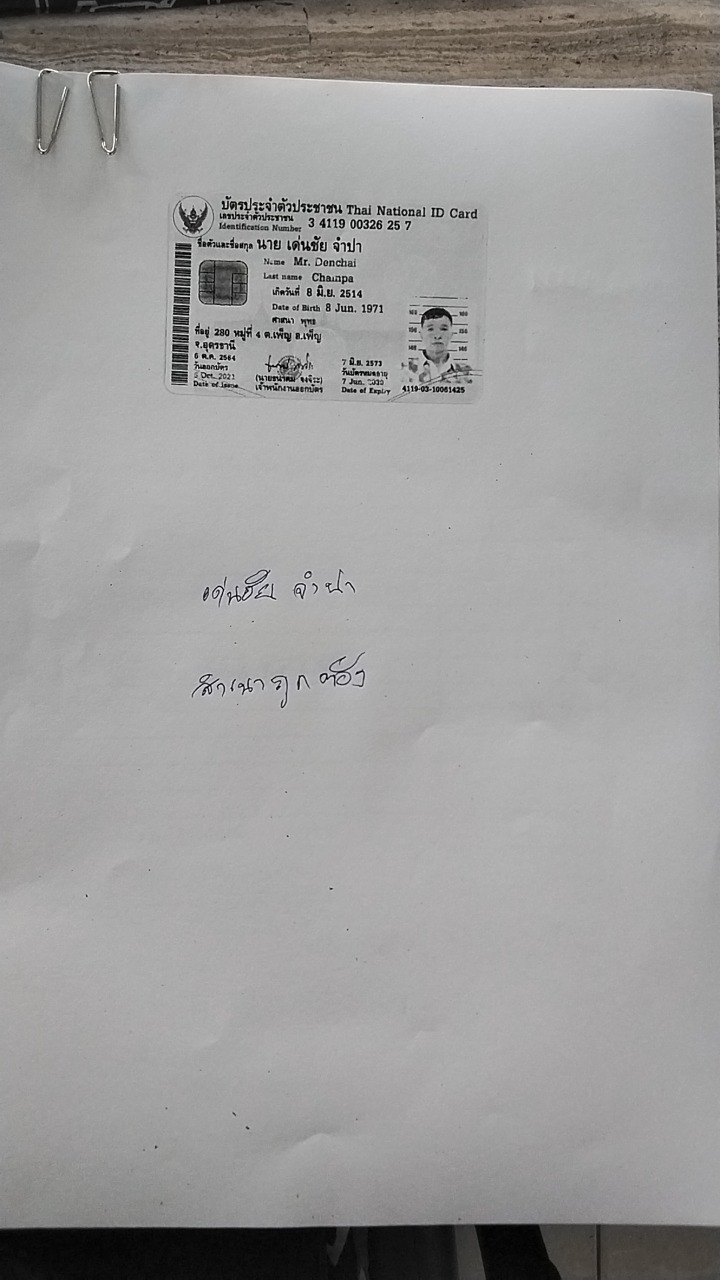 บัตรประจำตัวประชาชน Thai National ID Card
เลขประจำตัวประชาชน
Identification Number 3 4119 00326 25 7
ชื่อตัวและชื่อสกุล นาย เด่นชัย จำปา
Name Mr. Denchai
Last name Champa
เกิดวันที่ 8 มิ.ย. 2514
Date of Birth 8 Jun. 1971
ศาสนา พุทธ
ที่อยู่ 280 หมู่ที่ 4 ต.เพ็ญ อ.เพ็ญ
จ.อุดรธานี
6 ต.ค. 2564
วันออกบัตร
6 Oct. 2021
Date of Issue
เจ้าพนักงานออกบัตร
7 มิ.ย. 2573
วันบัตรหมดอายุ
7 Jun. 2030
Date of Expiry
4119-03-10061425
เด่นชัย จำปา
สำเนาถูกต้อง